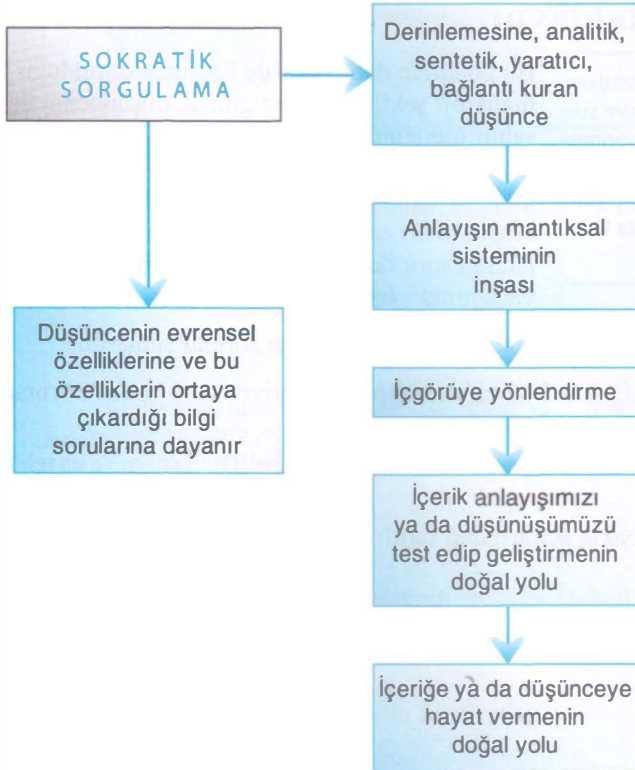 SOKRATİK
SORGULAMA
Derinlemesine, analitik,
sentetik, yaratıcı,
bağlantı kuran
düşünce
Anlayışın mantıksal
sisteminin
inşası
Düşüncenin evrensel
özelliklerine ve bu
özelliklerin ortaya
çıkardığı bilgi
sorularına dayanır
İçgörüye yönlendirme
İçerik anlayışımızı
ya da düşünüşümüzü
test edip geliştirmenin
doğal yolu
İçeriğe ya da düşünceye
hayat vermenin
doğal yolu